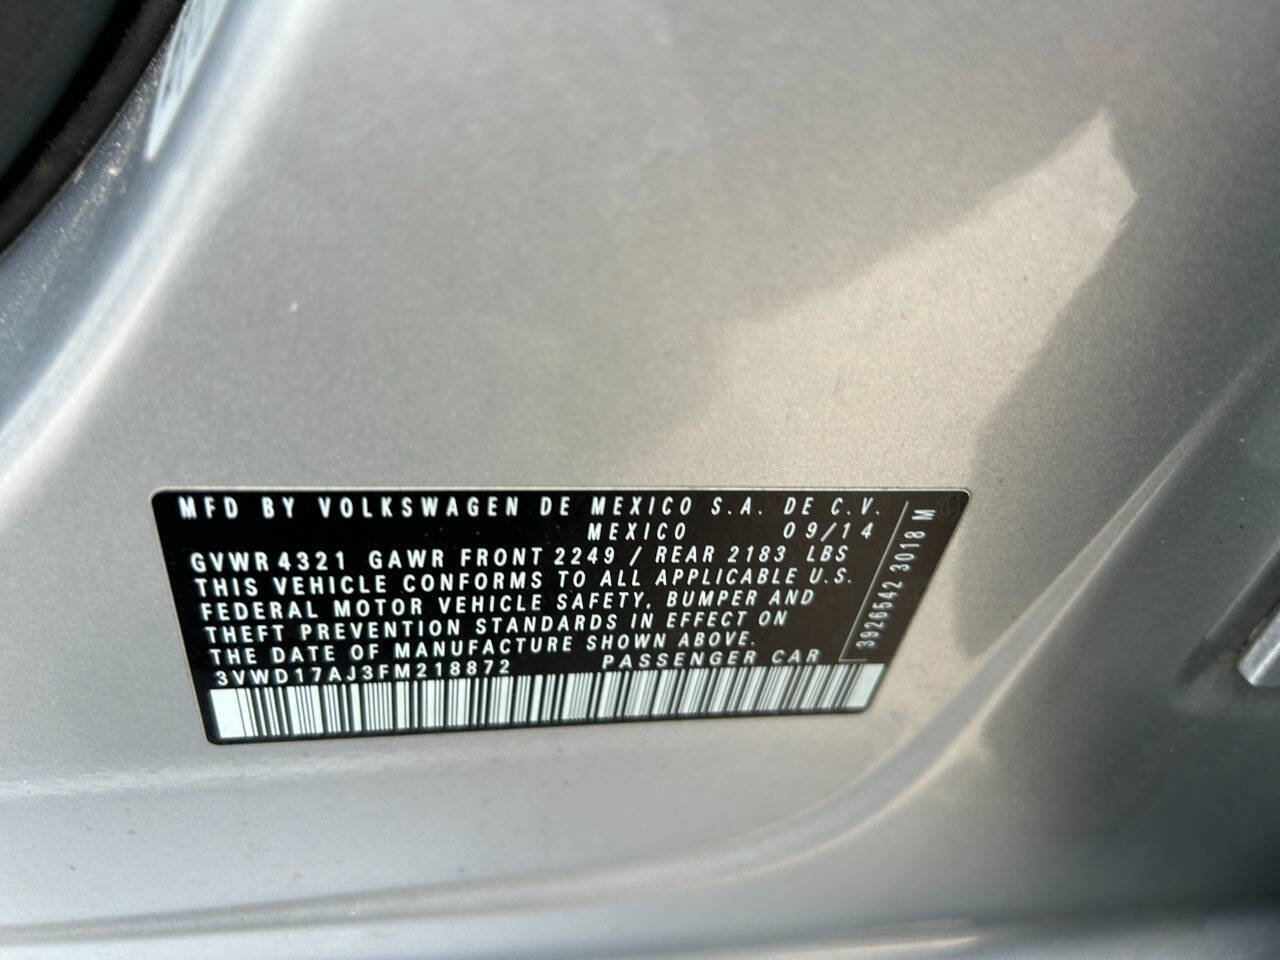 MFD BY VOLKSWAGEN DE MEXICO S.A. DE C.V.
MEXICO 09/14
GVWR 4321 GAWR FRONT 2249 / REAR 2183 LBS
THIS VEHICLE CONFORMS TO ALL APPLICABLE U.S.
FEDERAL MOTOR VEHICLE SAFETY, BUMPER AND
THEFT PREVENTION STANDARDS IN EFFECT ON
THE DATE OF MANUFACTURE SHOWN ABOVE.
3VWD17AJ3FM218872 PASSENGER CAR
3926542 3018 M